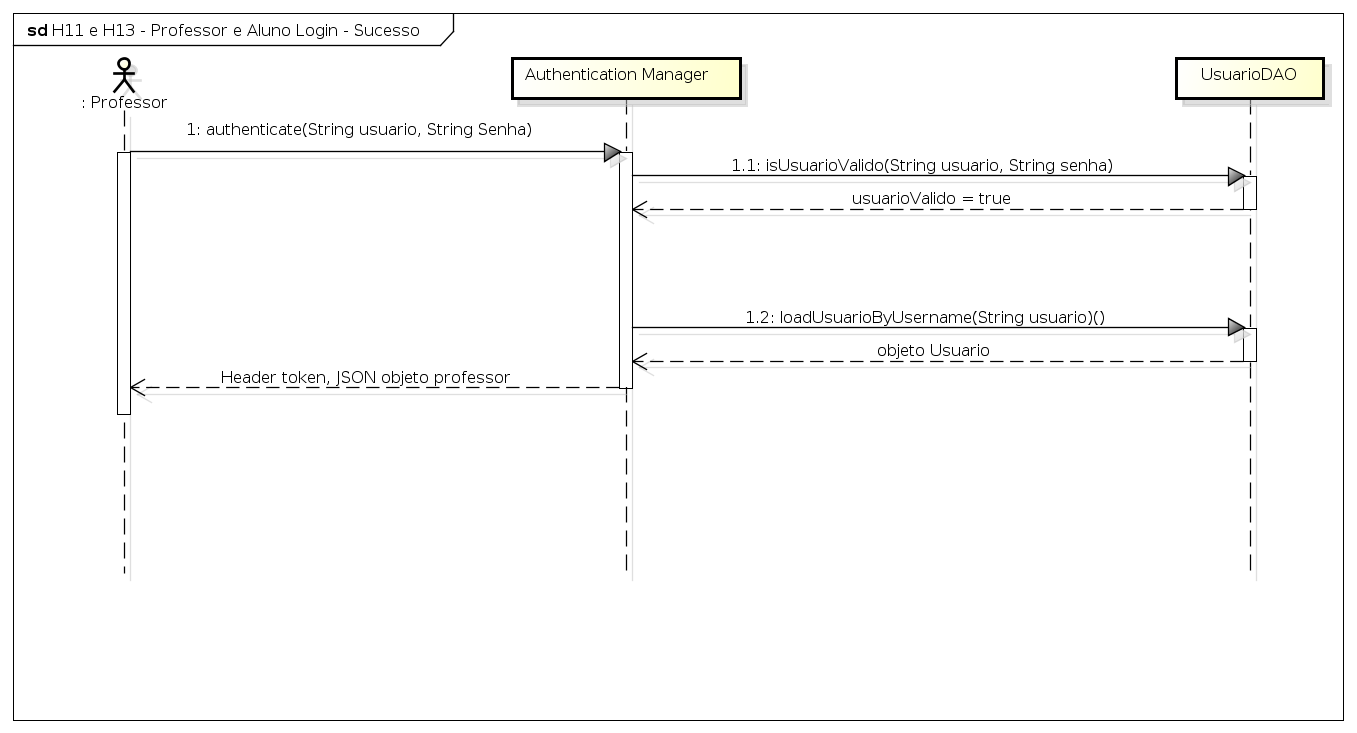 sd H11 e H13 - Professor e Aluno Login - Sucesso
: Professor
Authentication Manager
UsuarioDAO
1: authenticate(String usuario, String Senha)
1.1: isUsuarioValido(String usuario, String senha)
usuarioValido = true
1.2: loadUsuarioByUsername(String usuario)()
objeto Usuario
Header token, JSON objeto professor